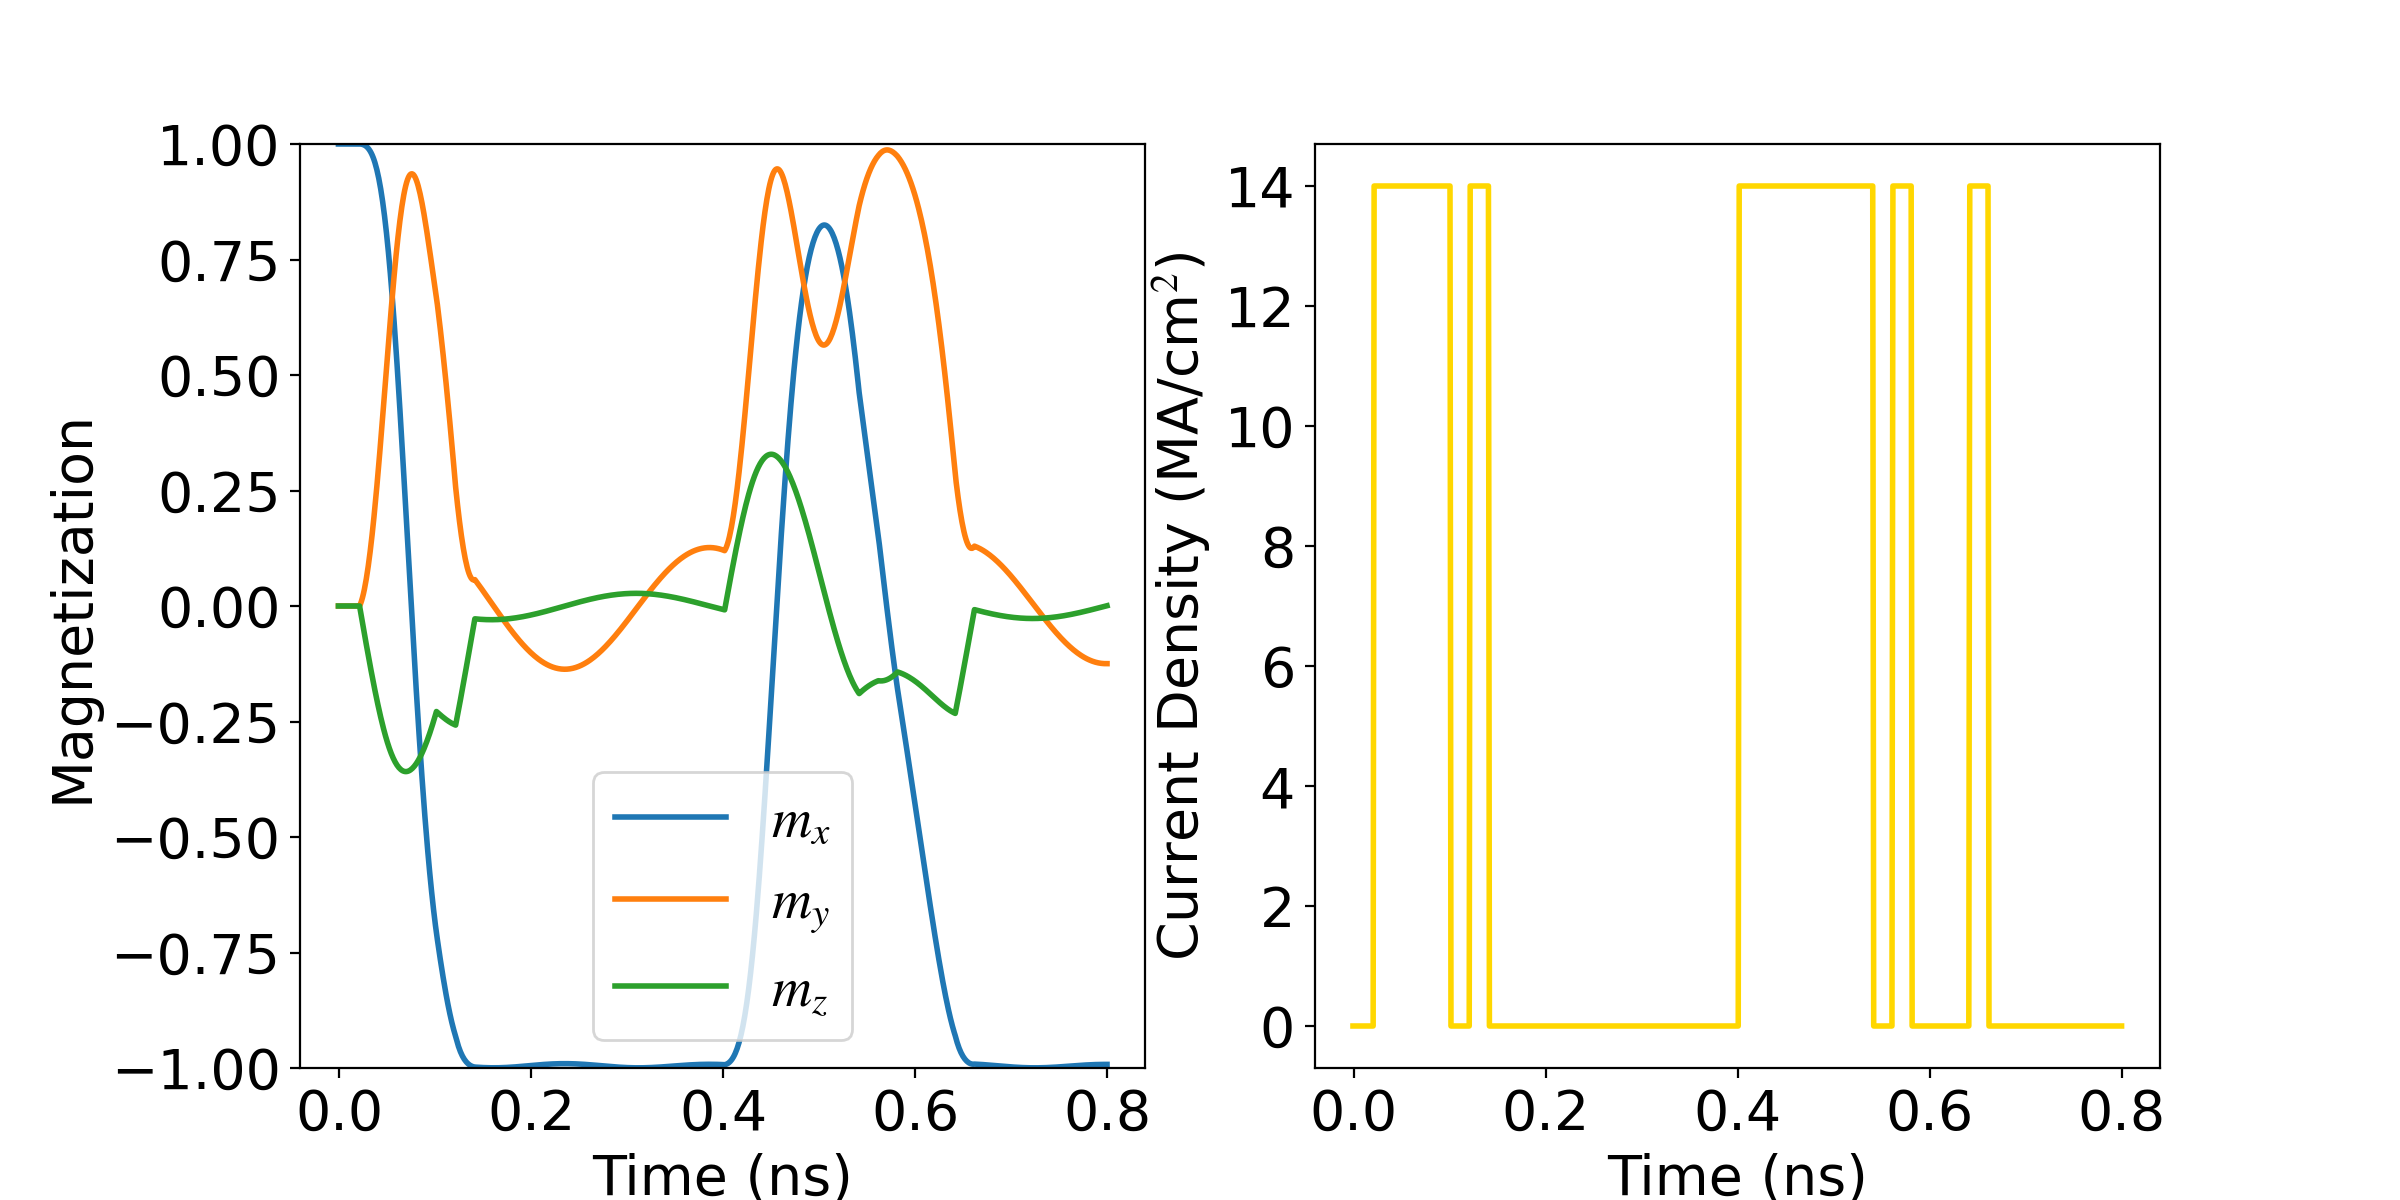 Magnetization
1.00
0.75
0.50
0.25
0.00
−0.25
−0.50
−0.75
−1.00
0.0 0.2 0.4 0.6 0.8
Time (ns)
m_x
m_y
m_z
Current Density (MA/cm²)
14
12
10
8
6
4
2
0
0.0 0.2 0.4 0.6 0.8
Time (ns)